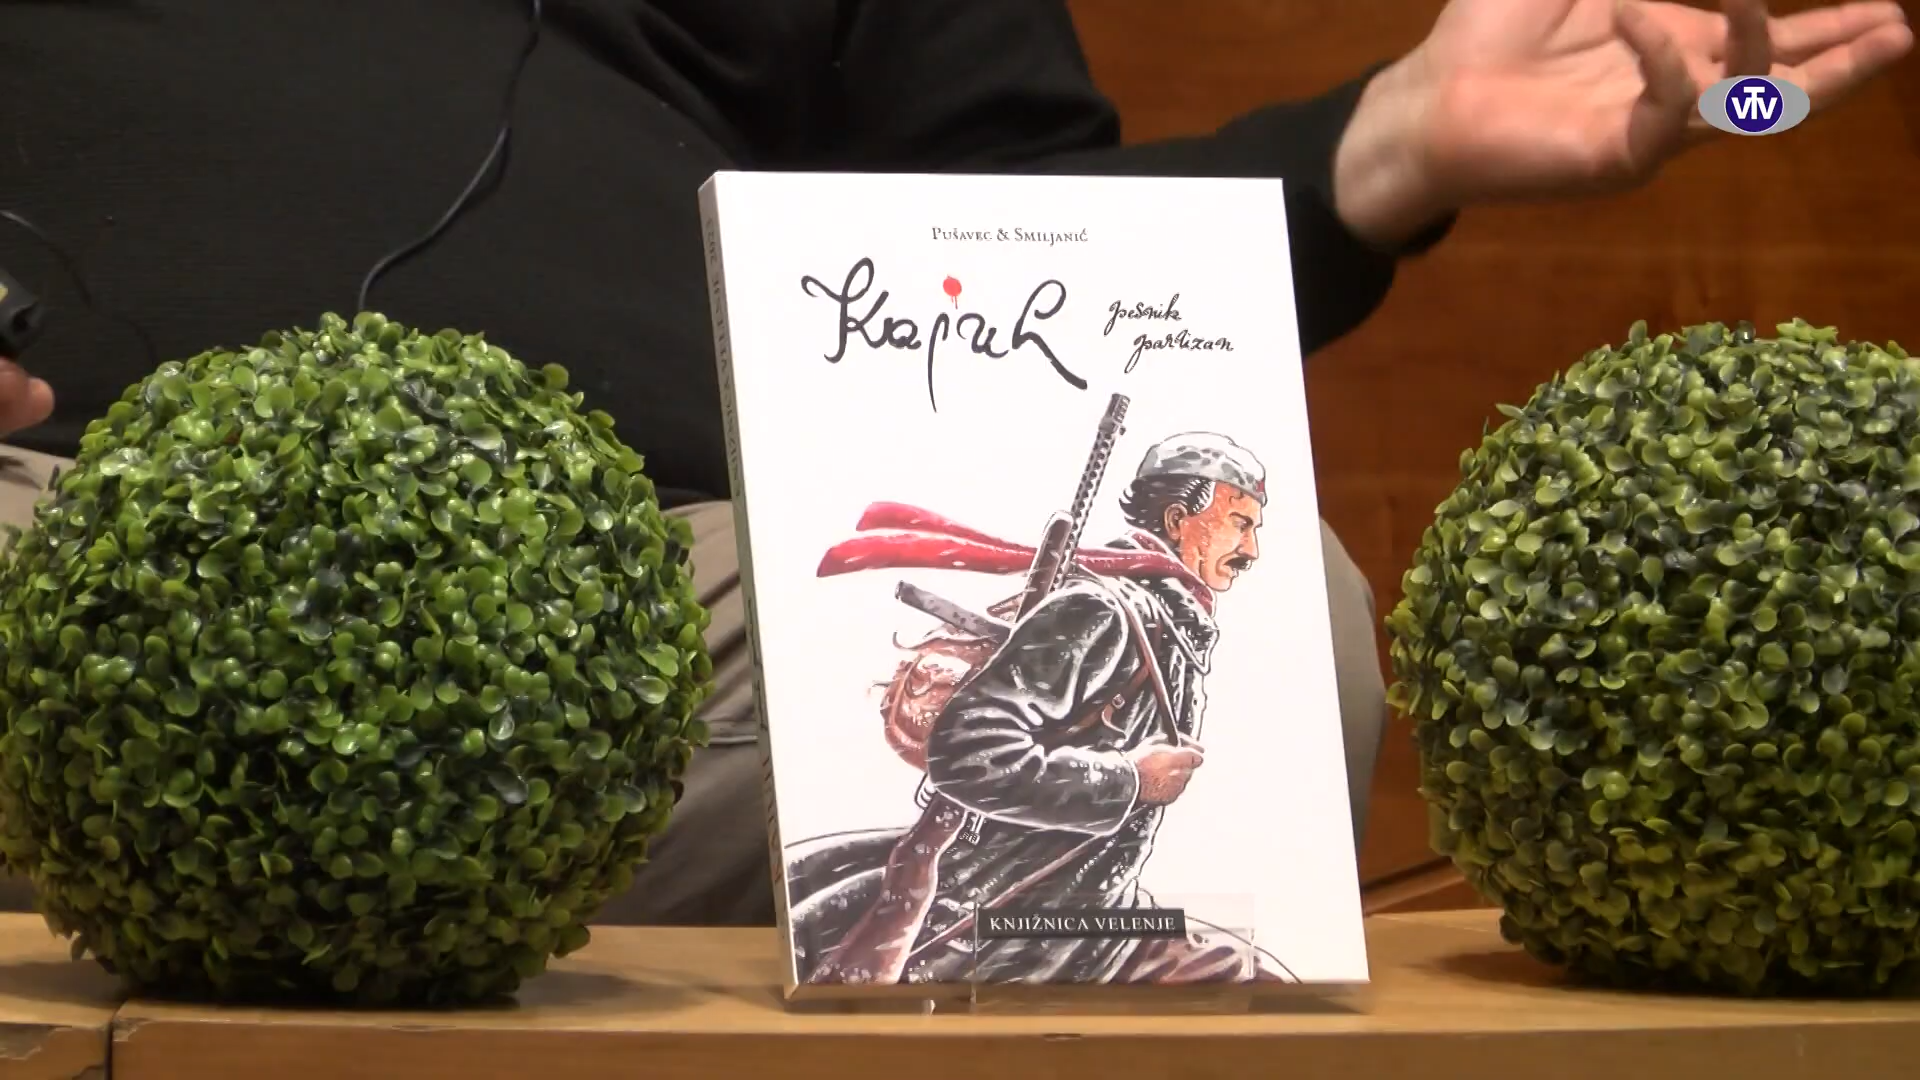 VTV
Pušavec & Smiljanić
Kajuh
pesnik
partizan
KNJIŽNICA VELENJE